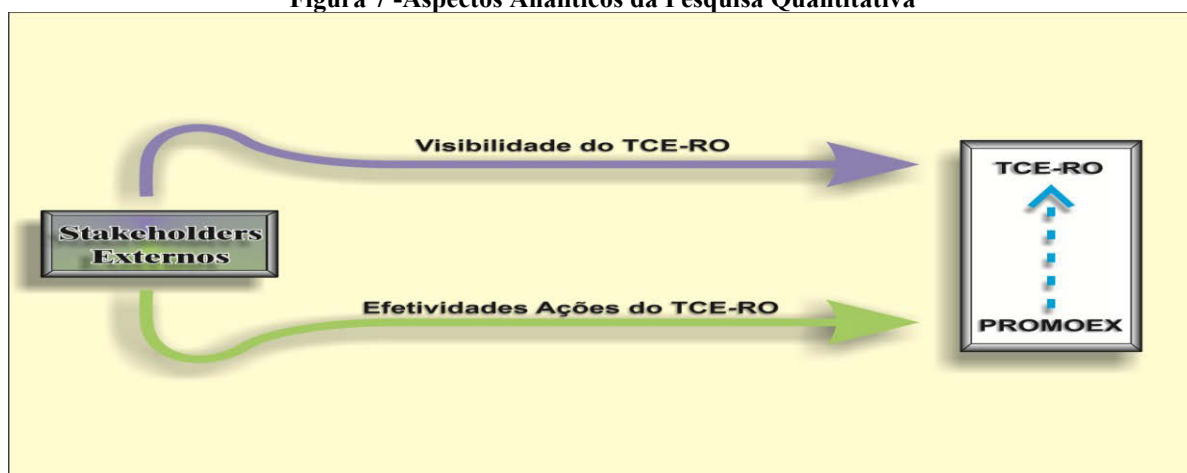 Figura 7 -Aspectos Analíticos da Pesquisa Quantitativa
Visibilidade do TCE-RO
TCE-RO
Stakeholders
Externos
Efetividades Ações do TCE-RO
PROMOEX